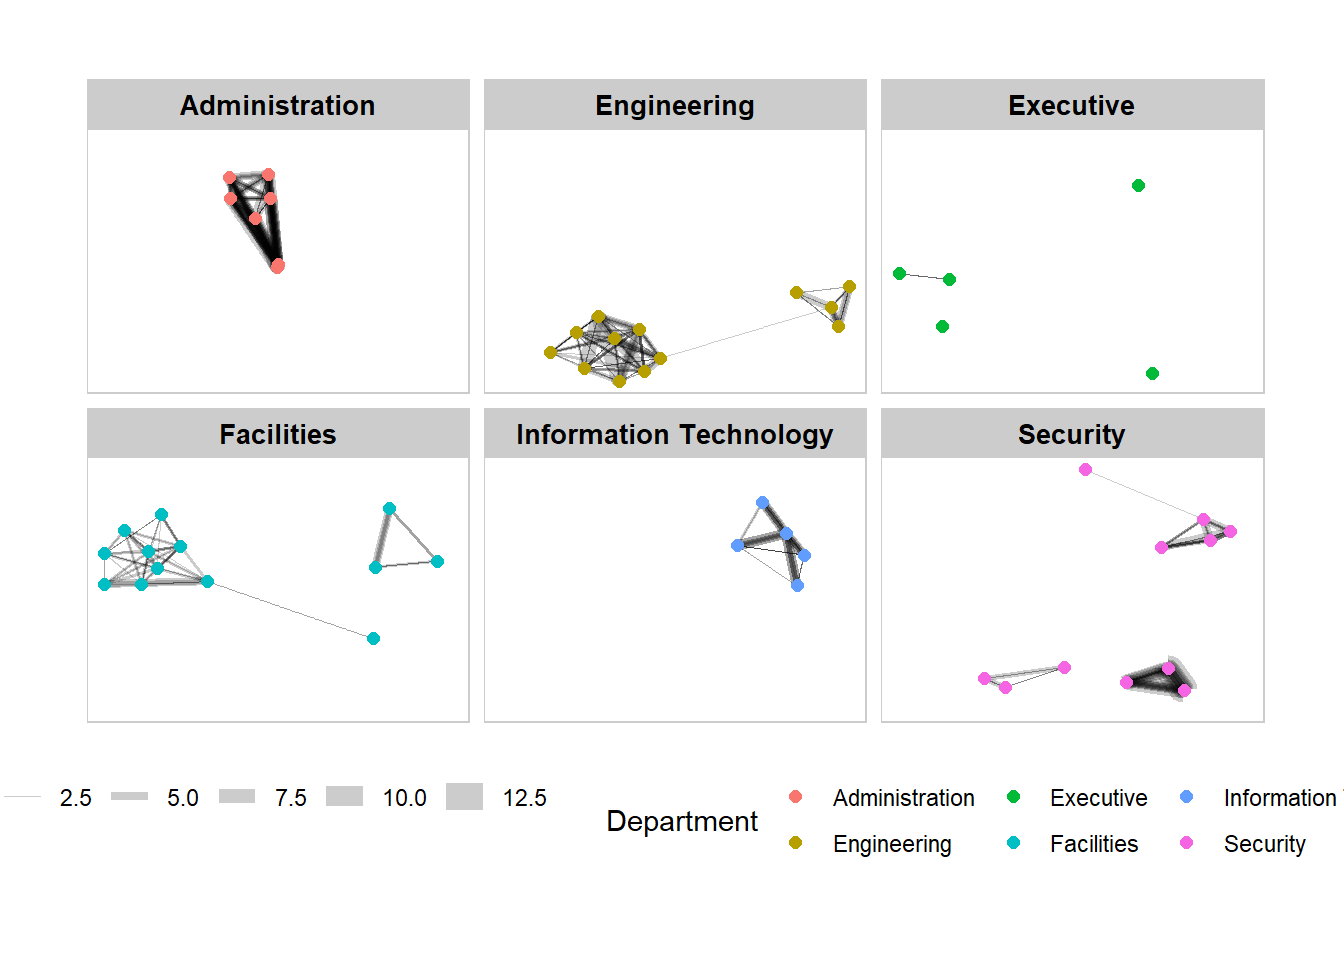 Administration
Engineering
Executive
Facilities
Information Technology
Security
2.5 5.0 7.5 10.0 12.5
Department
Administration Executive Information
Engineering Facilities Security